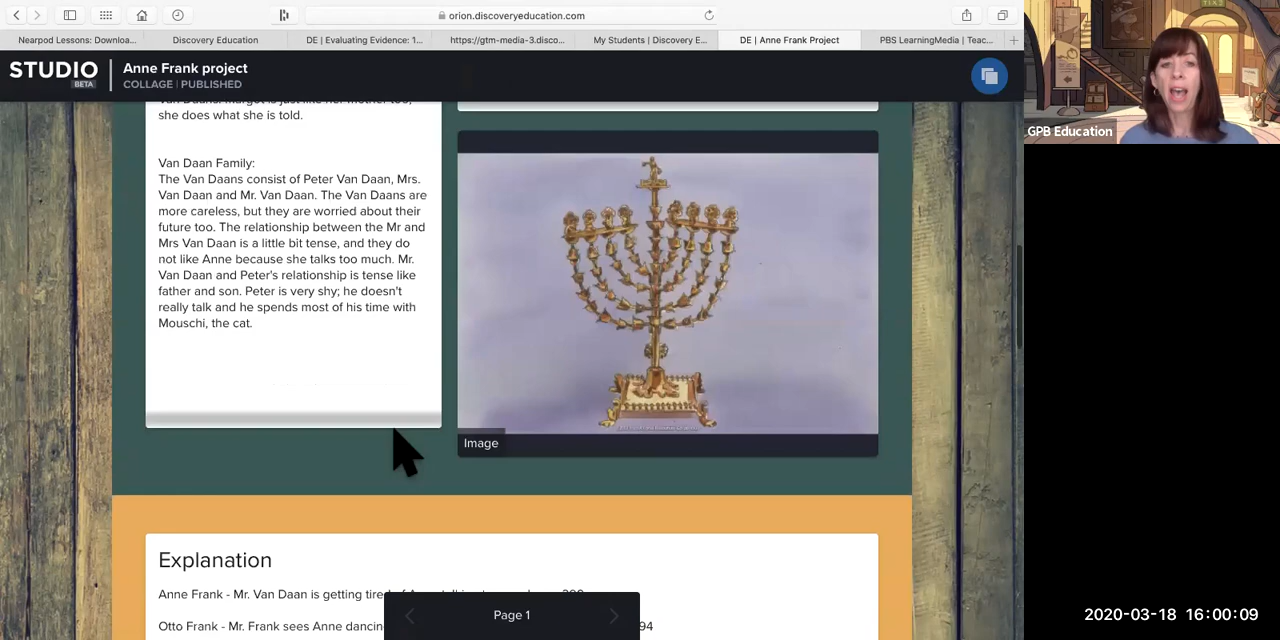 orion.discoveryeducation.com
Nearpod Lessons: Downloa...
Discovery Education
DE | Evaluating Evidence: 1...
https://gtm-media-3.disco...
My Students | Discovery E...
DE | Anne Frank Project
PBS LearningMedia | Teac...
STUDIO
BETA
Anne Frank project
COLLAGE | PUBLISHED
she does what she is told.
Van Daan Family:
The Van Daans consist of Peter Van Daan, Mrs.
Van Daan and Mr. Van Daan. The Van Daans are
more careless, but they are worried about their
future too. The relationship between the Mr and
Mrs Van Daan is a little bit tense, and they do
not like Anne because she talks too much. Mr.
Van Daan and Peter's relationship is tense like
father and son. Peter is very shy; he doesn't
really talk and he spends most of his time with
Mouschi, the cat.
Image
Explanation
Anne Frank - Mr. Van Daan is getting tired
Otto Frank - Mr. Frank sees Anne dancin
94
Page 1
GPB Education
2020-03-18 16:00:09